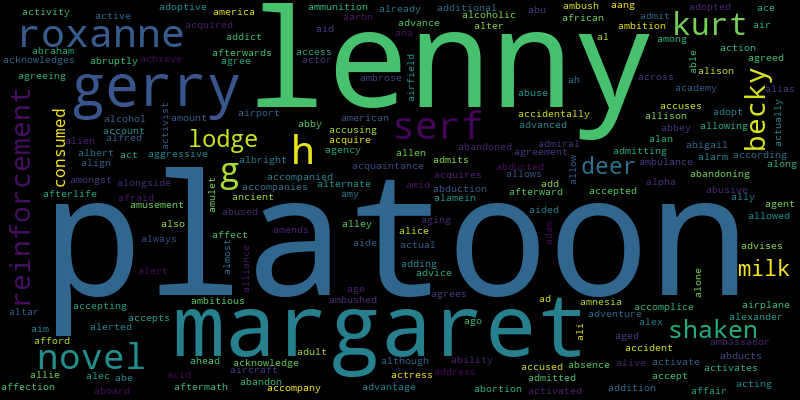 activity active adoptive america ammunition already additional alcoholic abu ambush aang admit adopted ace
roxanne acquired aaron advance alter african ambition kurt air
acknowledges abraham abruptly addict afterwards access aid ana lenny al among action
agreeing agree actor able alison agreed
gerry ambrose airfield abuse ah across academy becky alias
reinforcement consumed alcohol amount activist airport american serf accidentally accuses adopt actually
alien account alfred lodge abby accusing acquire abandoned advanced admiral alan allison abbey allowing
albert act aggressive h agency allen agreement admitting abigail
align albright g acquaintance admits abducted allow deer alarm according along
amongst alongside accompanied alternate amid acquires allows ambulance abandoning
afterlife afraid amulet accompanies amy abduction add accepted alpha abusive
amusement abused ancient alamein afterward ally agent
platoon aided allowed
also affect amends alley alice aging adam
always almost aide actual advises
alert alliance adding advice alone milk
age agrees amnesia airplane
accepting ambitious ambushed ad accomplice
altar accepts margaret ago adventure alex alexander
aim alerted ali shaken
afford novel adult aged accident ambassador
ahead acknowledge although ability absence alive activate abducts
allie alec abe acid aircraft actress address accused accept activates
affection aboard aftermath abandon accompany advantage abortion admitted activated addition affair acting